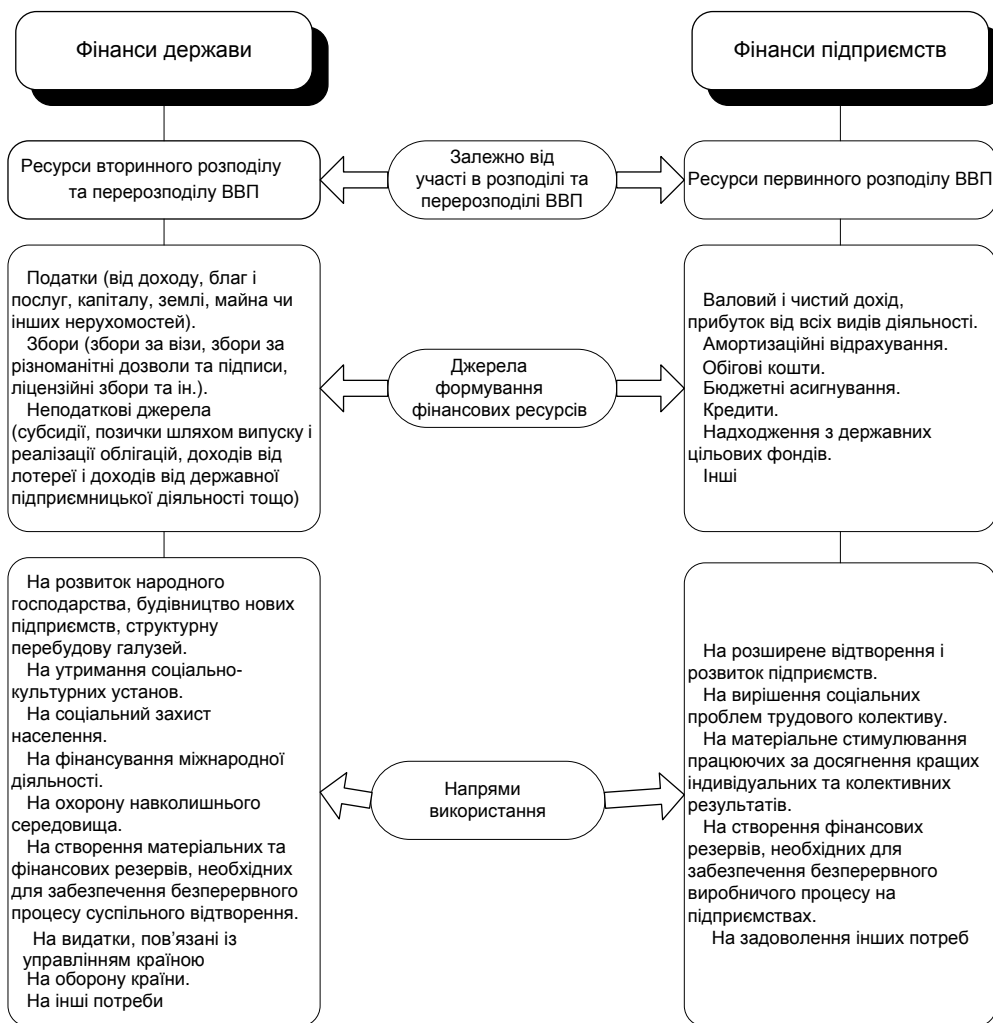 Фінанси держави
Фінанси підприємств
Ресурси вторинного розподілу
та перерозподілу ВВП
Залежно від
участі в розподілі та
перерозподілі ВВП
Ресурси первинного розподілу ВВП
Податки (від доходу, благ і
послуг, капіталу, землі, майна чи
інших нерухомостей).
Збори (збори за візи, збори за
різноманітні дозволи та підписи,
ліцензійні збори та ін.).
Неподаткові джерела
(субсидії, позички шляхом випуску і
реалізації облігацій, доходів від
лотереї і доходів від державної
підприємницької діяльності тощо)
Джерела
формування
фінансових ресурсів
Валовий і чистий дохід,
прибуток від всіх видів діяльності.
Амортизаційні відрахування.
Обігові кошти.
Бюджетні асигнування.
Кредити.
Надходження з державних
цільових фондів.
Інші
На розвиток народного
господарства, будівництво нових
підприємств, структурну
перебудову галузей.
На утримання соціально-
культурних установ.
На соціальний захист
населення.
На фінансування міжнародної
діяльності.
На охорону навколишнього
середовища.
На створення матеріальних та
фінансових резервів, необхідних
для забезпечення безперервного
процесу суспільного відтворення.
На видатки, пов’язані із
управлінням країною
На оборону країни.
На інші потреби
Напрями
використання
На розширене відтворення і
розвиток підприємств.
На вирішення соціальних
проблем трудового колективу.
На матеріальне стимулювання
працюючих за досягнення кращих
індивідуальних та колективних
результатів.
На створення фінансових
резервів, необхідних для
забезпечення безперервного
виробничого процесу на
підприємствах.
На задоволення інших потреб